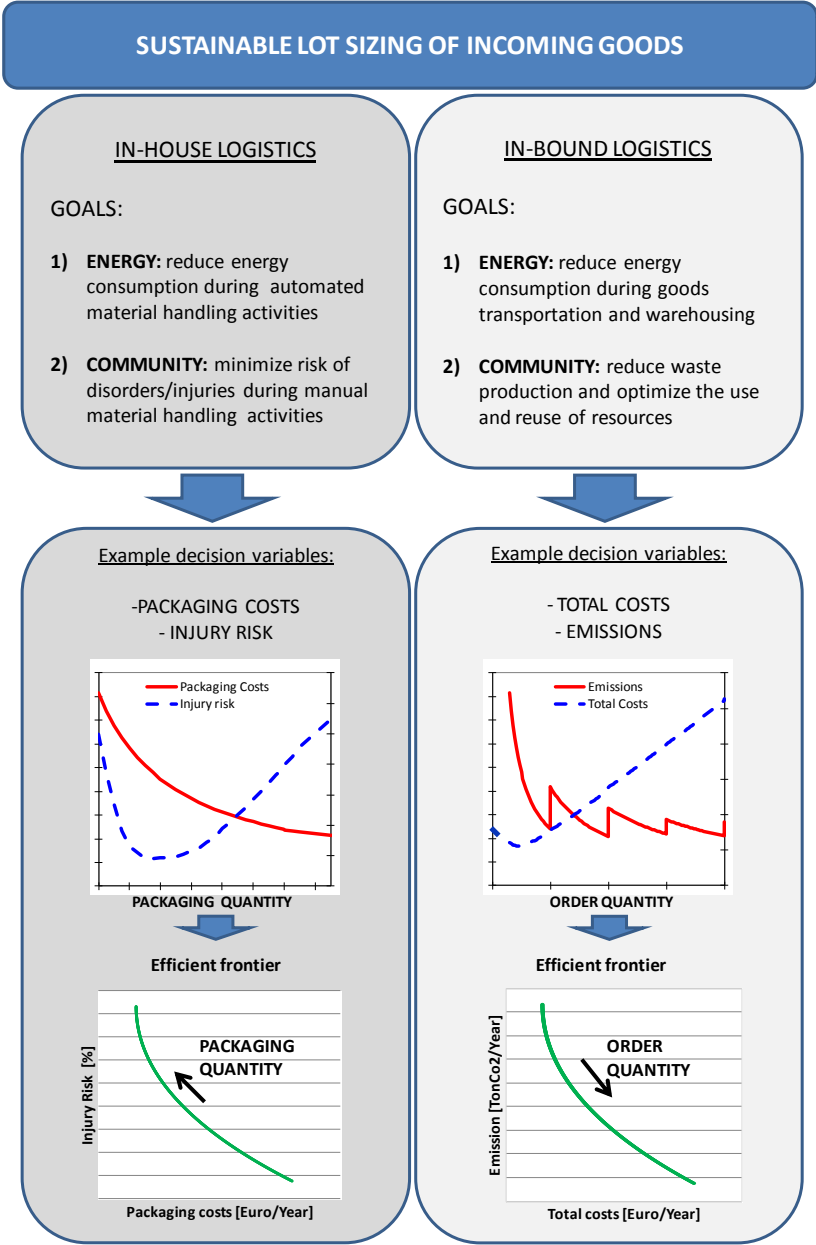 SUSTAINABLE LOT SIZING OF INCOMING GOODS
IN-HOUSE LOGISTICS
GOALS:
1) ENERGY: reduce energy
consumption during automated
material handling activities
2) COMMUNITY: minimize risk of
disorders/injuries during manual
material handling activities
IN-BOUND LOGISTICS
GOALS:
1) ENERGY: reduce energy
consumption during goods
transportation and warehousing
2) COMMUNITY: reduce waste
production and optimize the use
and reuse of resources
Example decision variables:
-PACKAGING COSTS
- INJURY RISK
Packaging Costs
Injury risk
PACKAGING QUANTITY
Efficient frontier
Injury Risk [%]
PACKAGING
QUANTITY
Packaging costs [Euro/Year]
Example decision variables:
- TOTAL COSTS
- EMISSIONS
Emissions
Total Costs
ORDER QUANTITY
Efficient frontier
Emission [TonCo2/Year]
ORDER
QUANTITY
Total costs [Euro/Year]